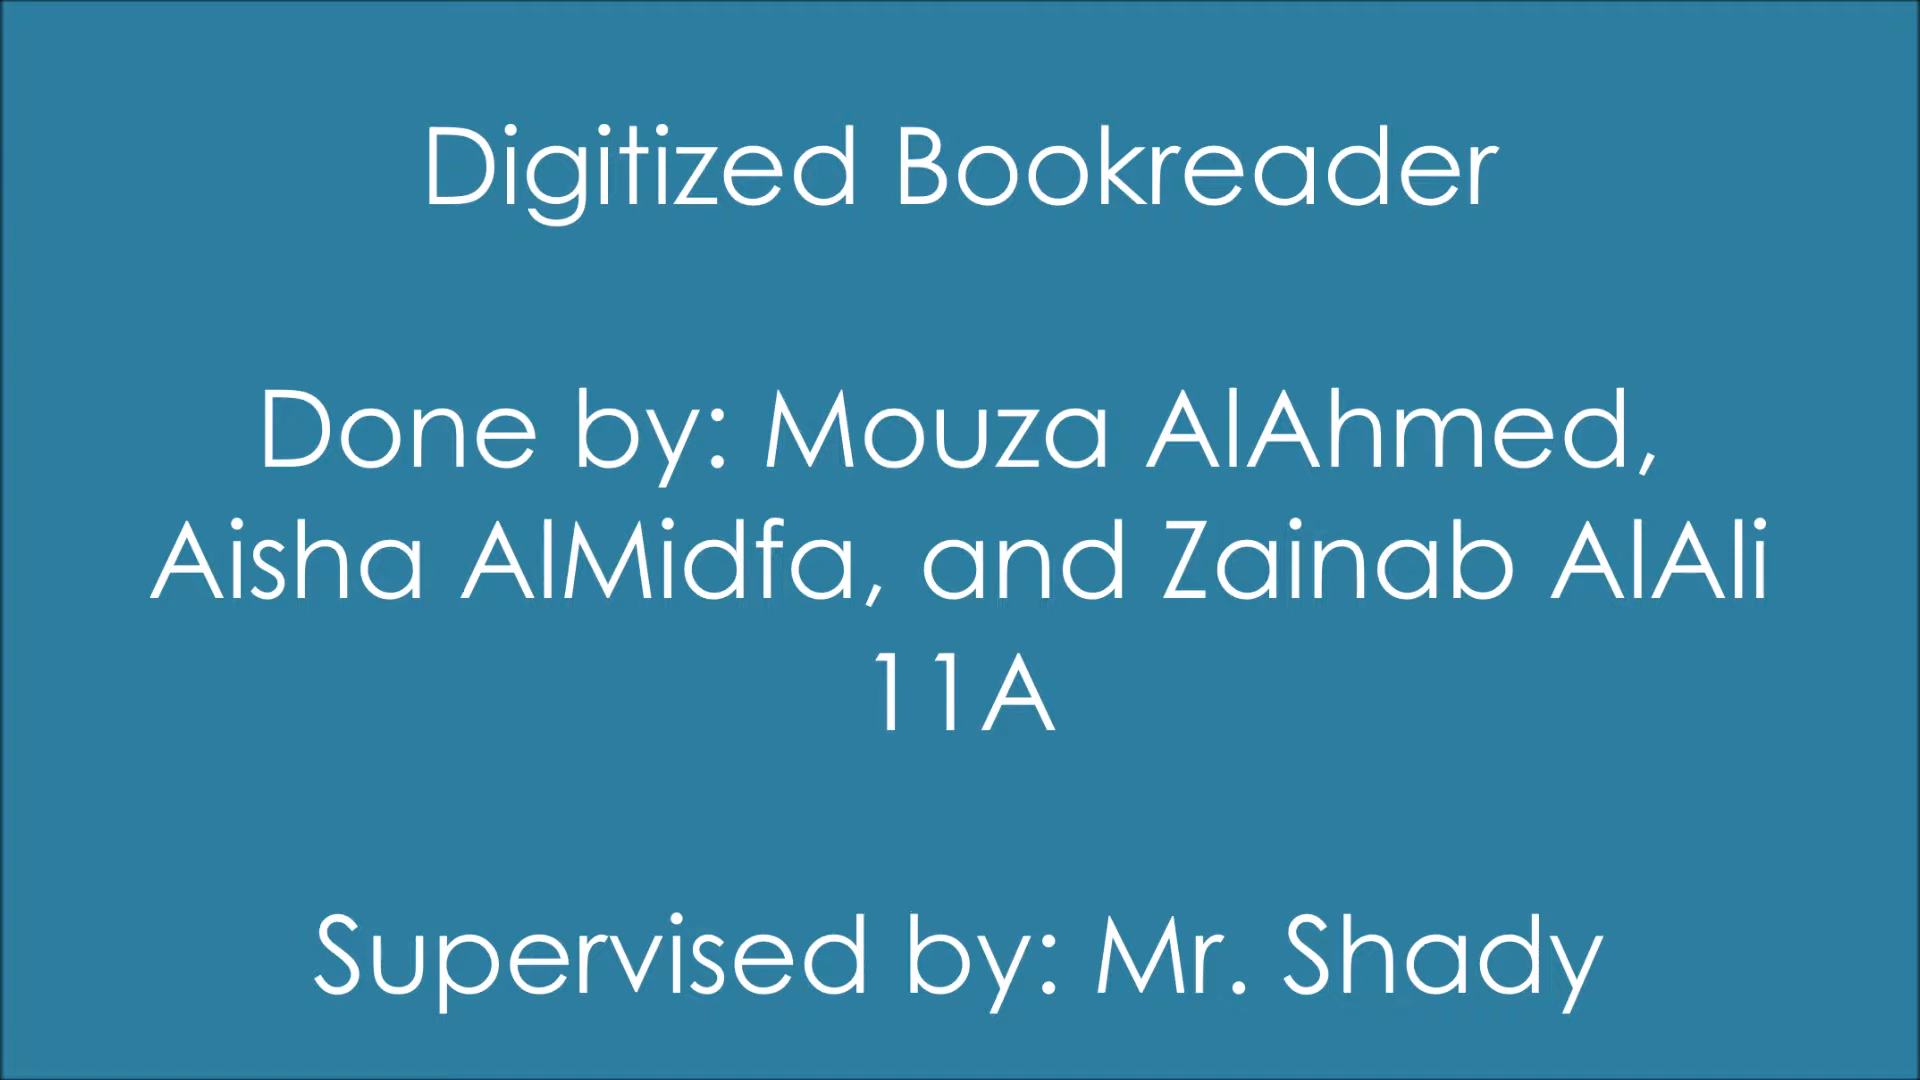 Digitized Bookreader
Done by: Mouza AlAhmed,
Aisha AlMidfa, and Zainab AlAli
11A
Supervised by: Mr. Shady